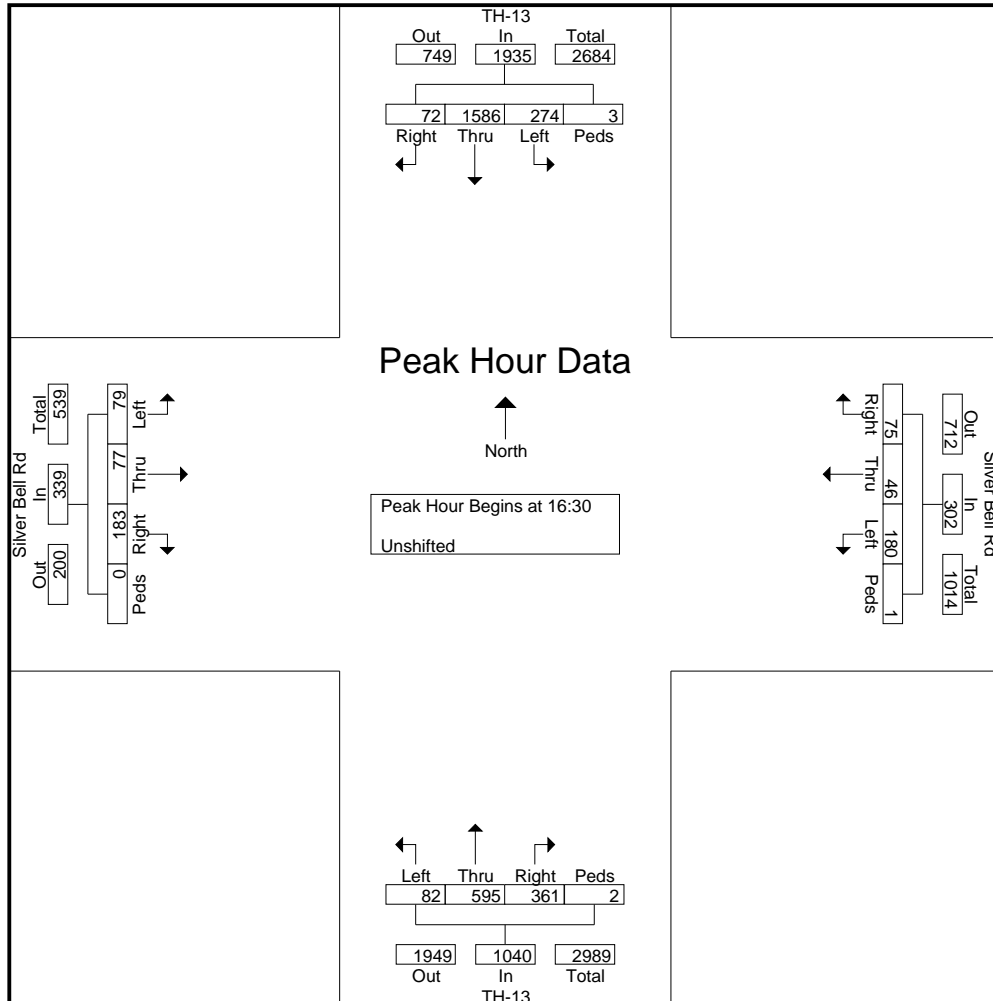 TH-13
Out In Total
749 1935 2684
72 1586 274 3
Right Thru Left Peds
Peak Hour Data
North
Peak Hour Begins at 16:30
Unshifted
Silver Bell Rd
Out In Total
200 339 539
Left Thru Right Peds
79 77 183 0
Silver Bell Rd
Out In Total
712 302 1014
Right Thru Left Peds
75 46 180 1
Left Thru Right Peds
82 595 361 2
1949 1040 2989
Out In Total
TH-13